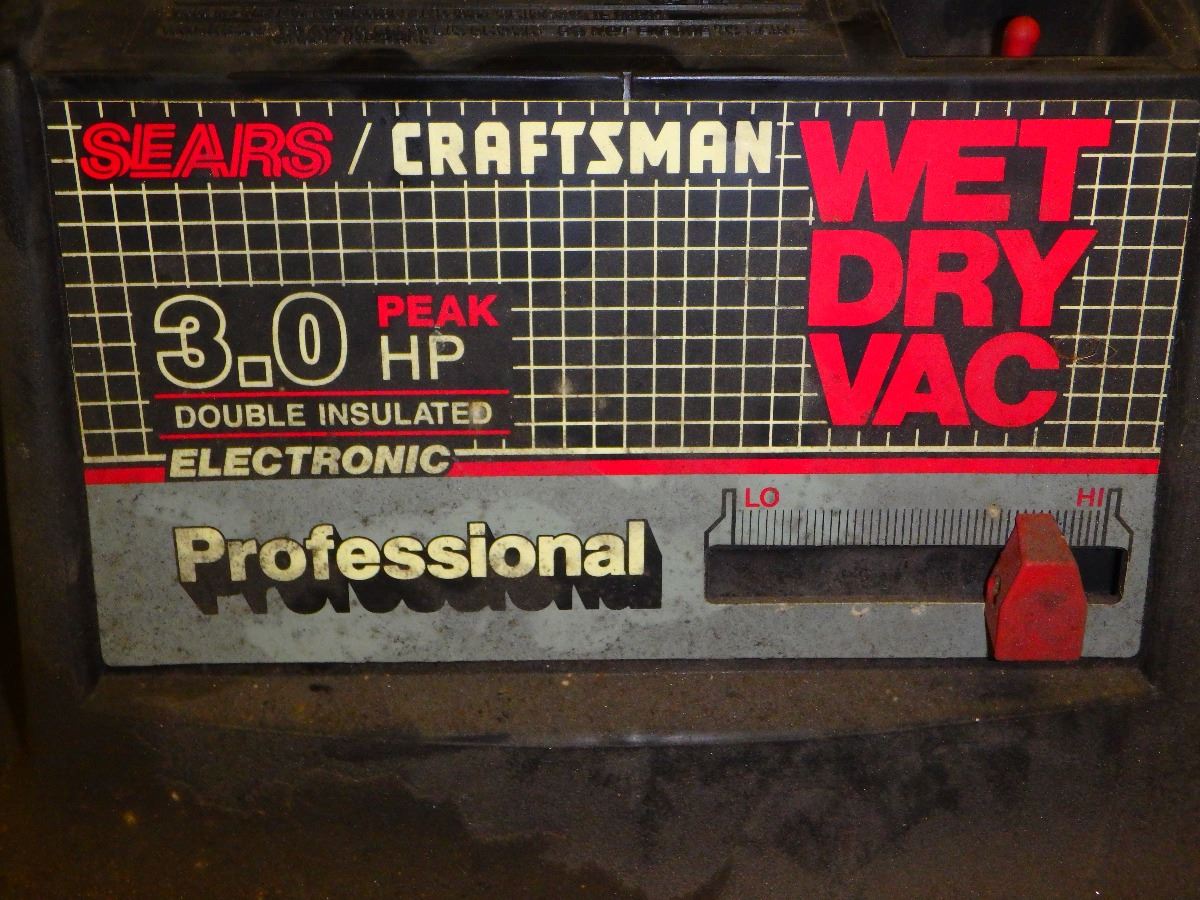 SEARS / CRAFTSMAN
WET
DRY
VAC
3.0 PEAK
HP
DOUBLE INSULATED
ELECTRONIC
Professional
LO HI